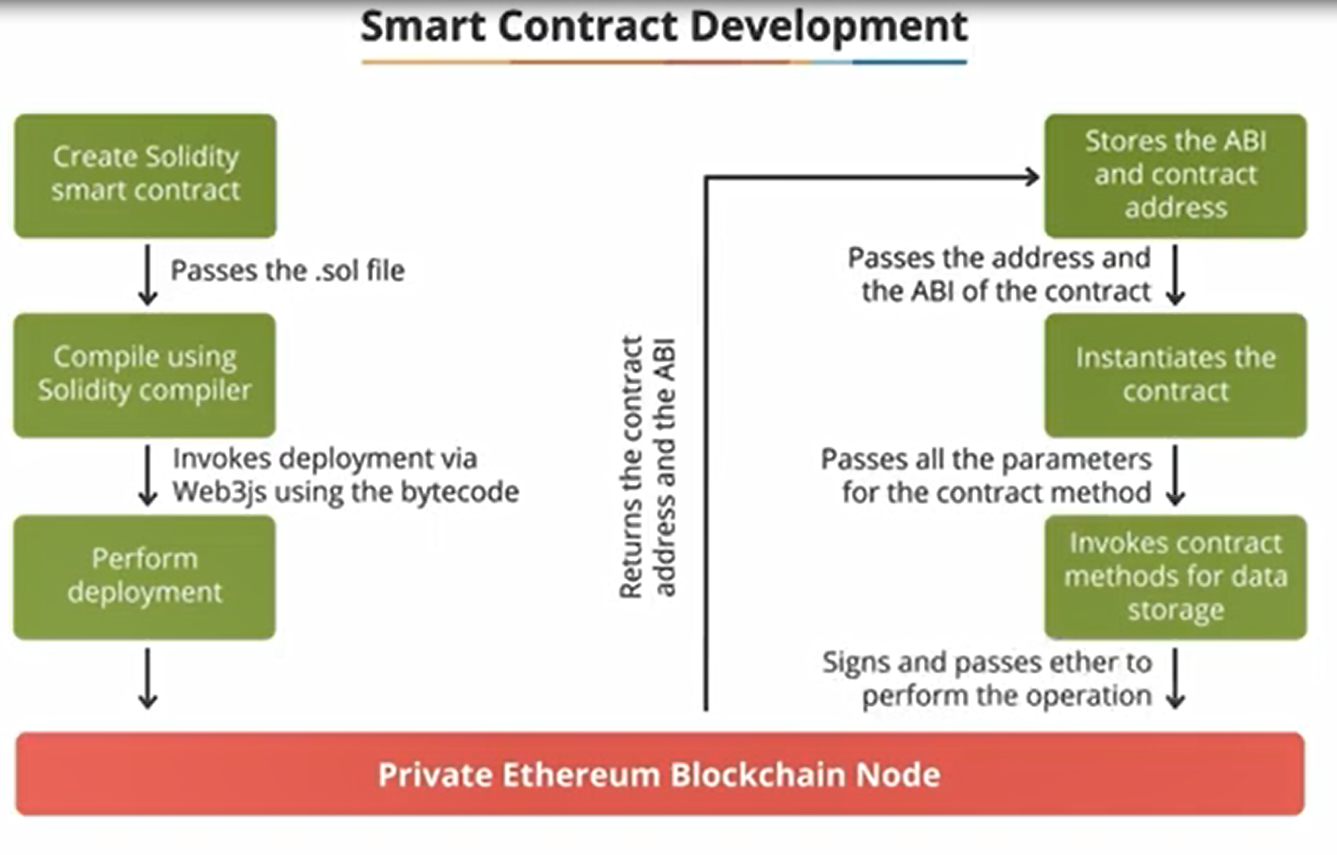 Smart Contract Development
Create Solidity
smart contract
Passes the .sol file
Compile using
Solidity compiler
Invokes deployment via
Web3js using the bytecode
Perform
deployment
Returns the contract
address and the ABI
Stores the ABI
and contract
address
Passes the address and
the ABI of the contract
Instantiates the
contract
Passes all the parameters
for the contract method
Invokes contract
methods for data
storage
Signs and passes ether to
perform the operation
Private Ethereum Blockchain Node